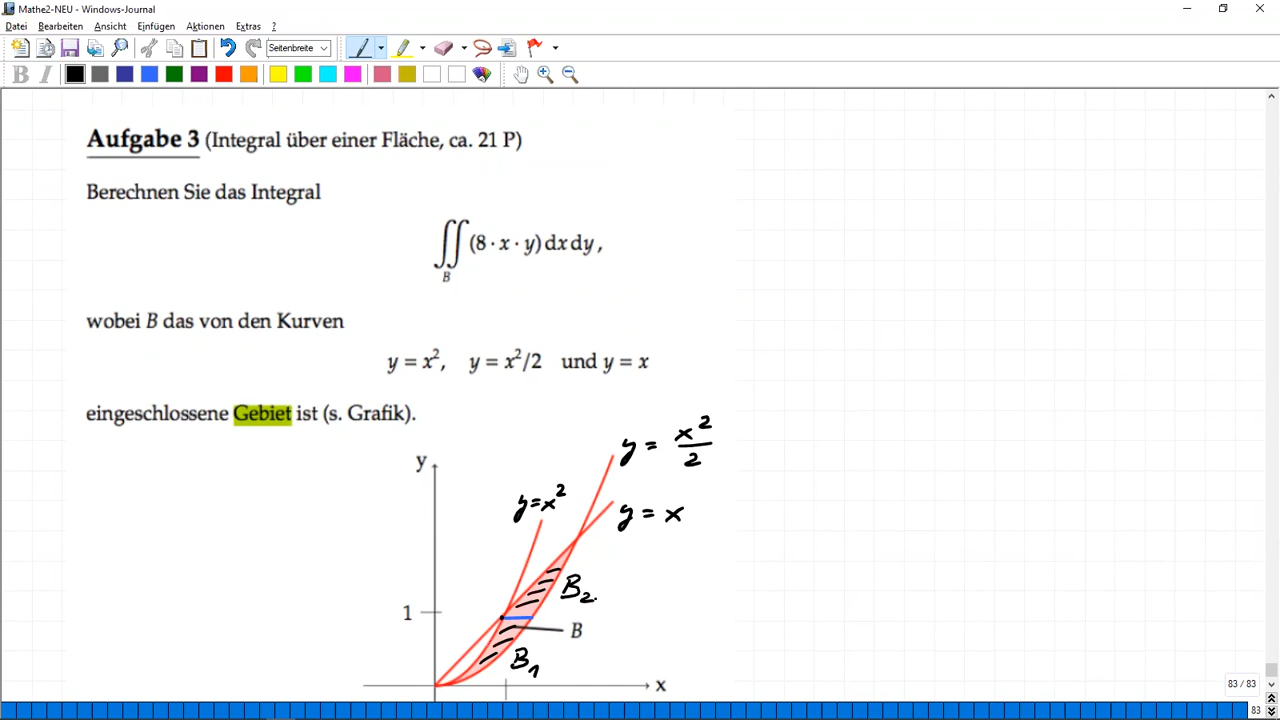 Mathe2-NEU - Windows-Journal
Datei Bearbeiten Ansicht Einfügen Aktionen Extras ?
Seitenbreite
B I
Aufgabe 3 (Integral über einer Fläche, ca. 21 P)
Berechnen Sie das Integral
∬ (8 · x · y) dx dy ,
B
wobei B das von den Kurven
y = x², y = x²/2 und y = x
eingeschlossene Gebiet ist (s. Grafik).
y = x²/2
y
y=x²
y = x
B₂
1
B
B₁
x
83 / 83
83